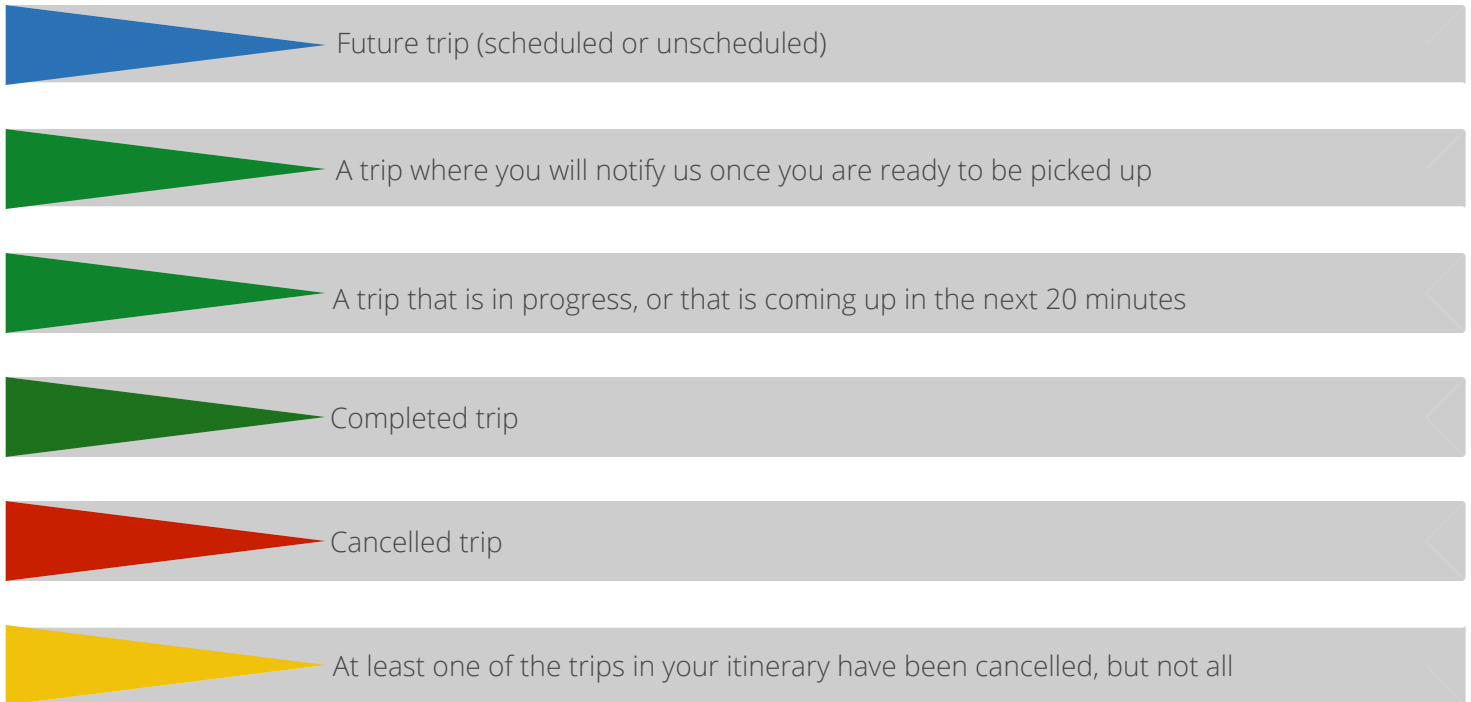 Future trip (scheduled or unscheduled)
A trip where you will notify us once you are ready to be picked up
A trip that is in progress, or that is coming up in the next 20 minutes
Completed trip
Cancelled trip
At least one of the trips in your itinerary have been cancelled, but not all